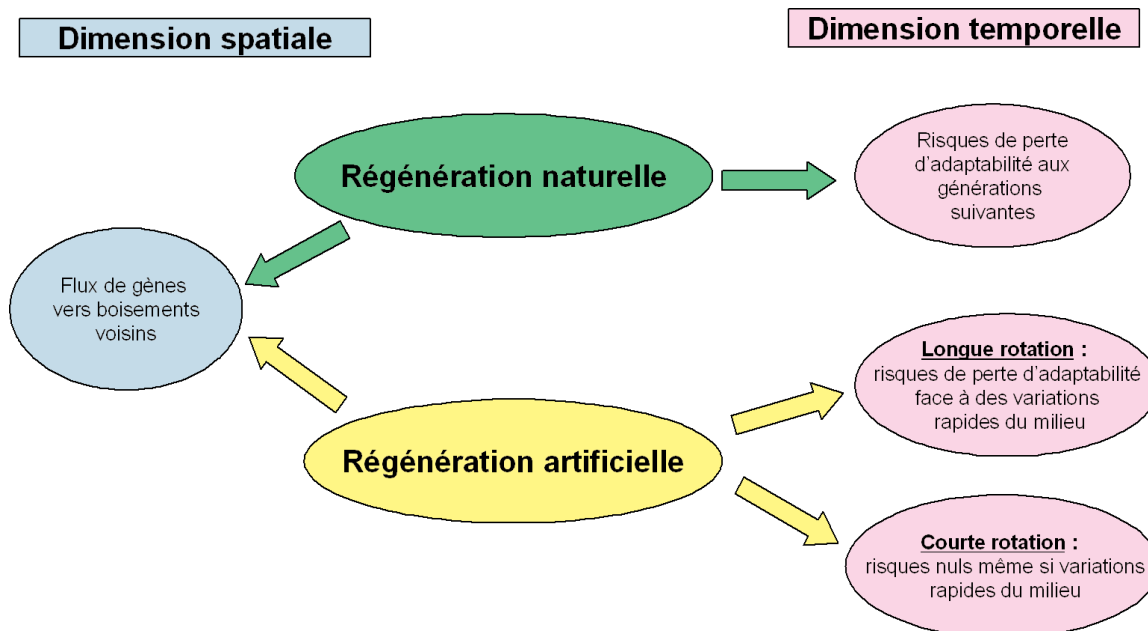 Dimension spatiale
Dimension temporelle
Régénération naturelle
Risques de perte
d'adaptabilité aux
générations
suivantes
Flux de gènes
vers boisements
voisins
Longue rotation :
risques de perte d'adaptabilité
face à des variations
rapides du milieu
Régénération artificielle
Courte rotation :
risques nuls même si variations
rapides du milieu